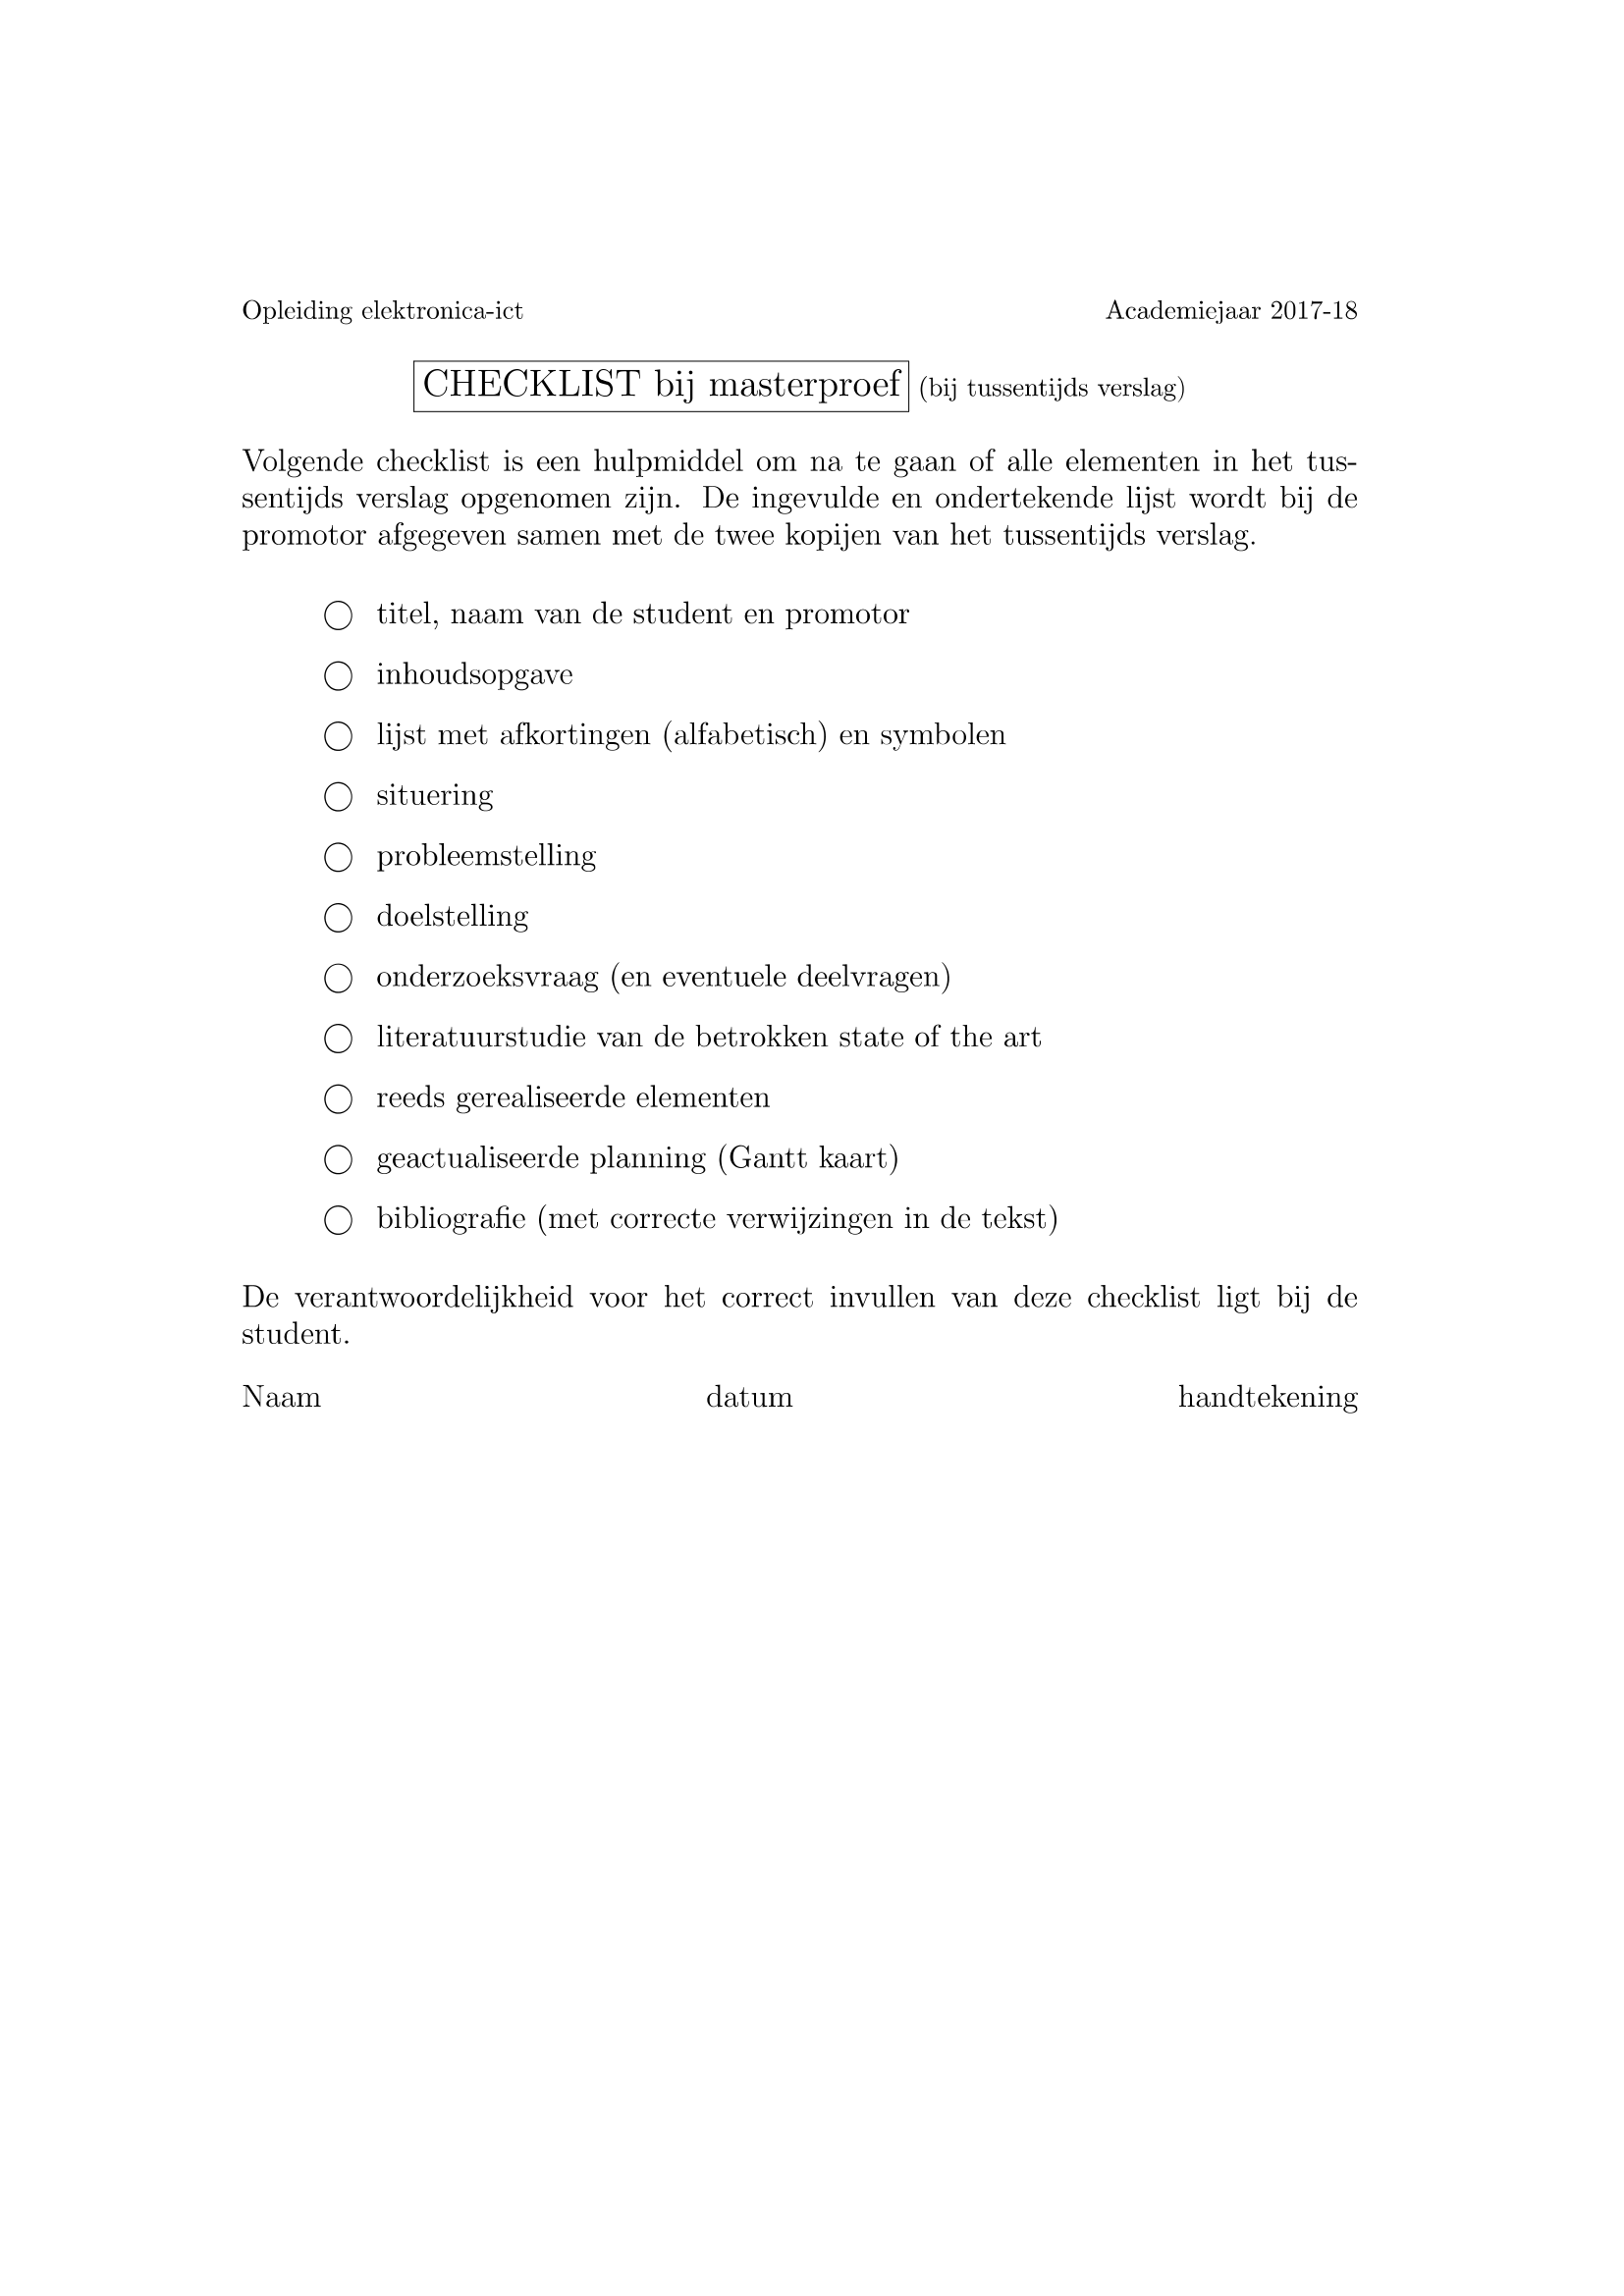 Opleiding elektronica-ict Academiejaar 2017-18
CHECKLIST bij masterproef (bij tussentijds verslag)
Volgende checklist is een hulpmiddel om na te gaan of alle elementen in het tus-
sentijds verslag opgenomen zijn. De ingevulde en ondertekende lijst wordt bij de
promotor afgegeven samen met de twee kopijen van het tussentijds verslag.
titel, naam van de student en promotor
inhoudsopgave
lijst met afkortingen (alfabetisch) en symbolen
situering
probleemstelling
doelstelling
onderzoeksvraag (en eventuele deelvragen)
literatuurstudie van de betrokken state of the art
reeds gerealiseerde elementen
geactualiseerde planning (Gantt kaart)
bibliografie (met correcte verwijzingen in de tekst)
De verantwoordelijkheid voor het correct invullen van deze checklist ligt bij de
student.
Naam datum handtekening